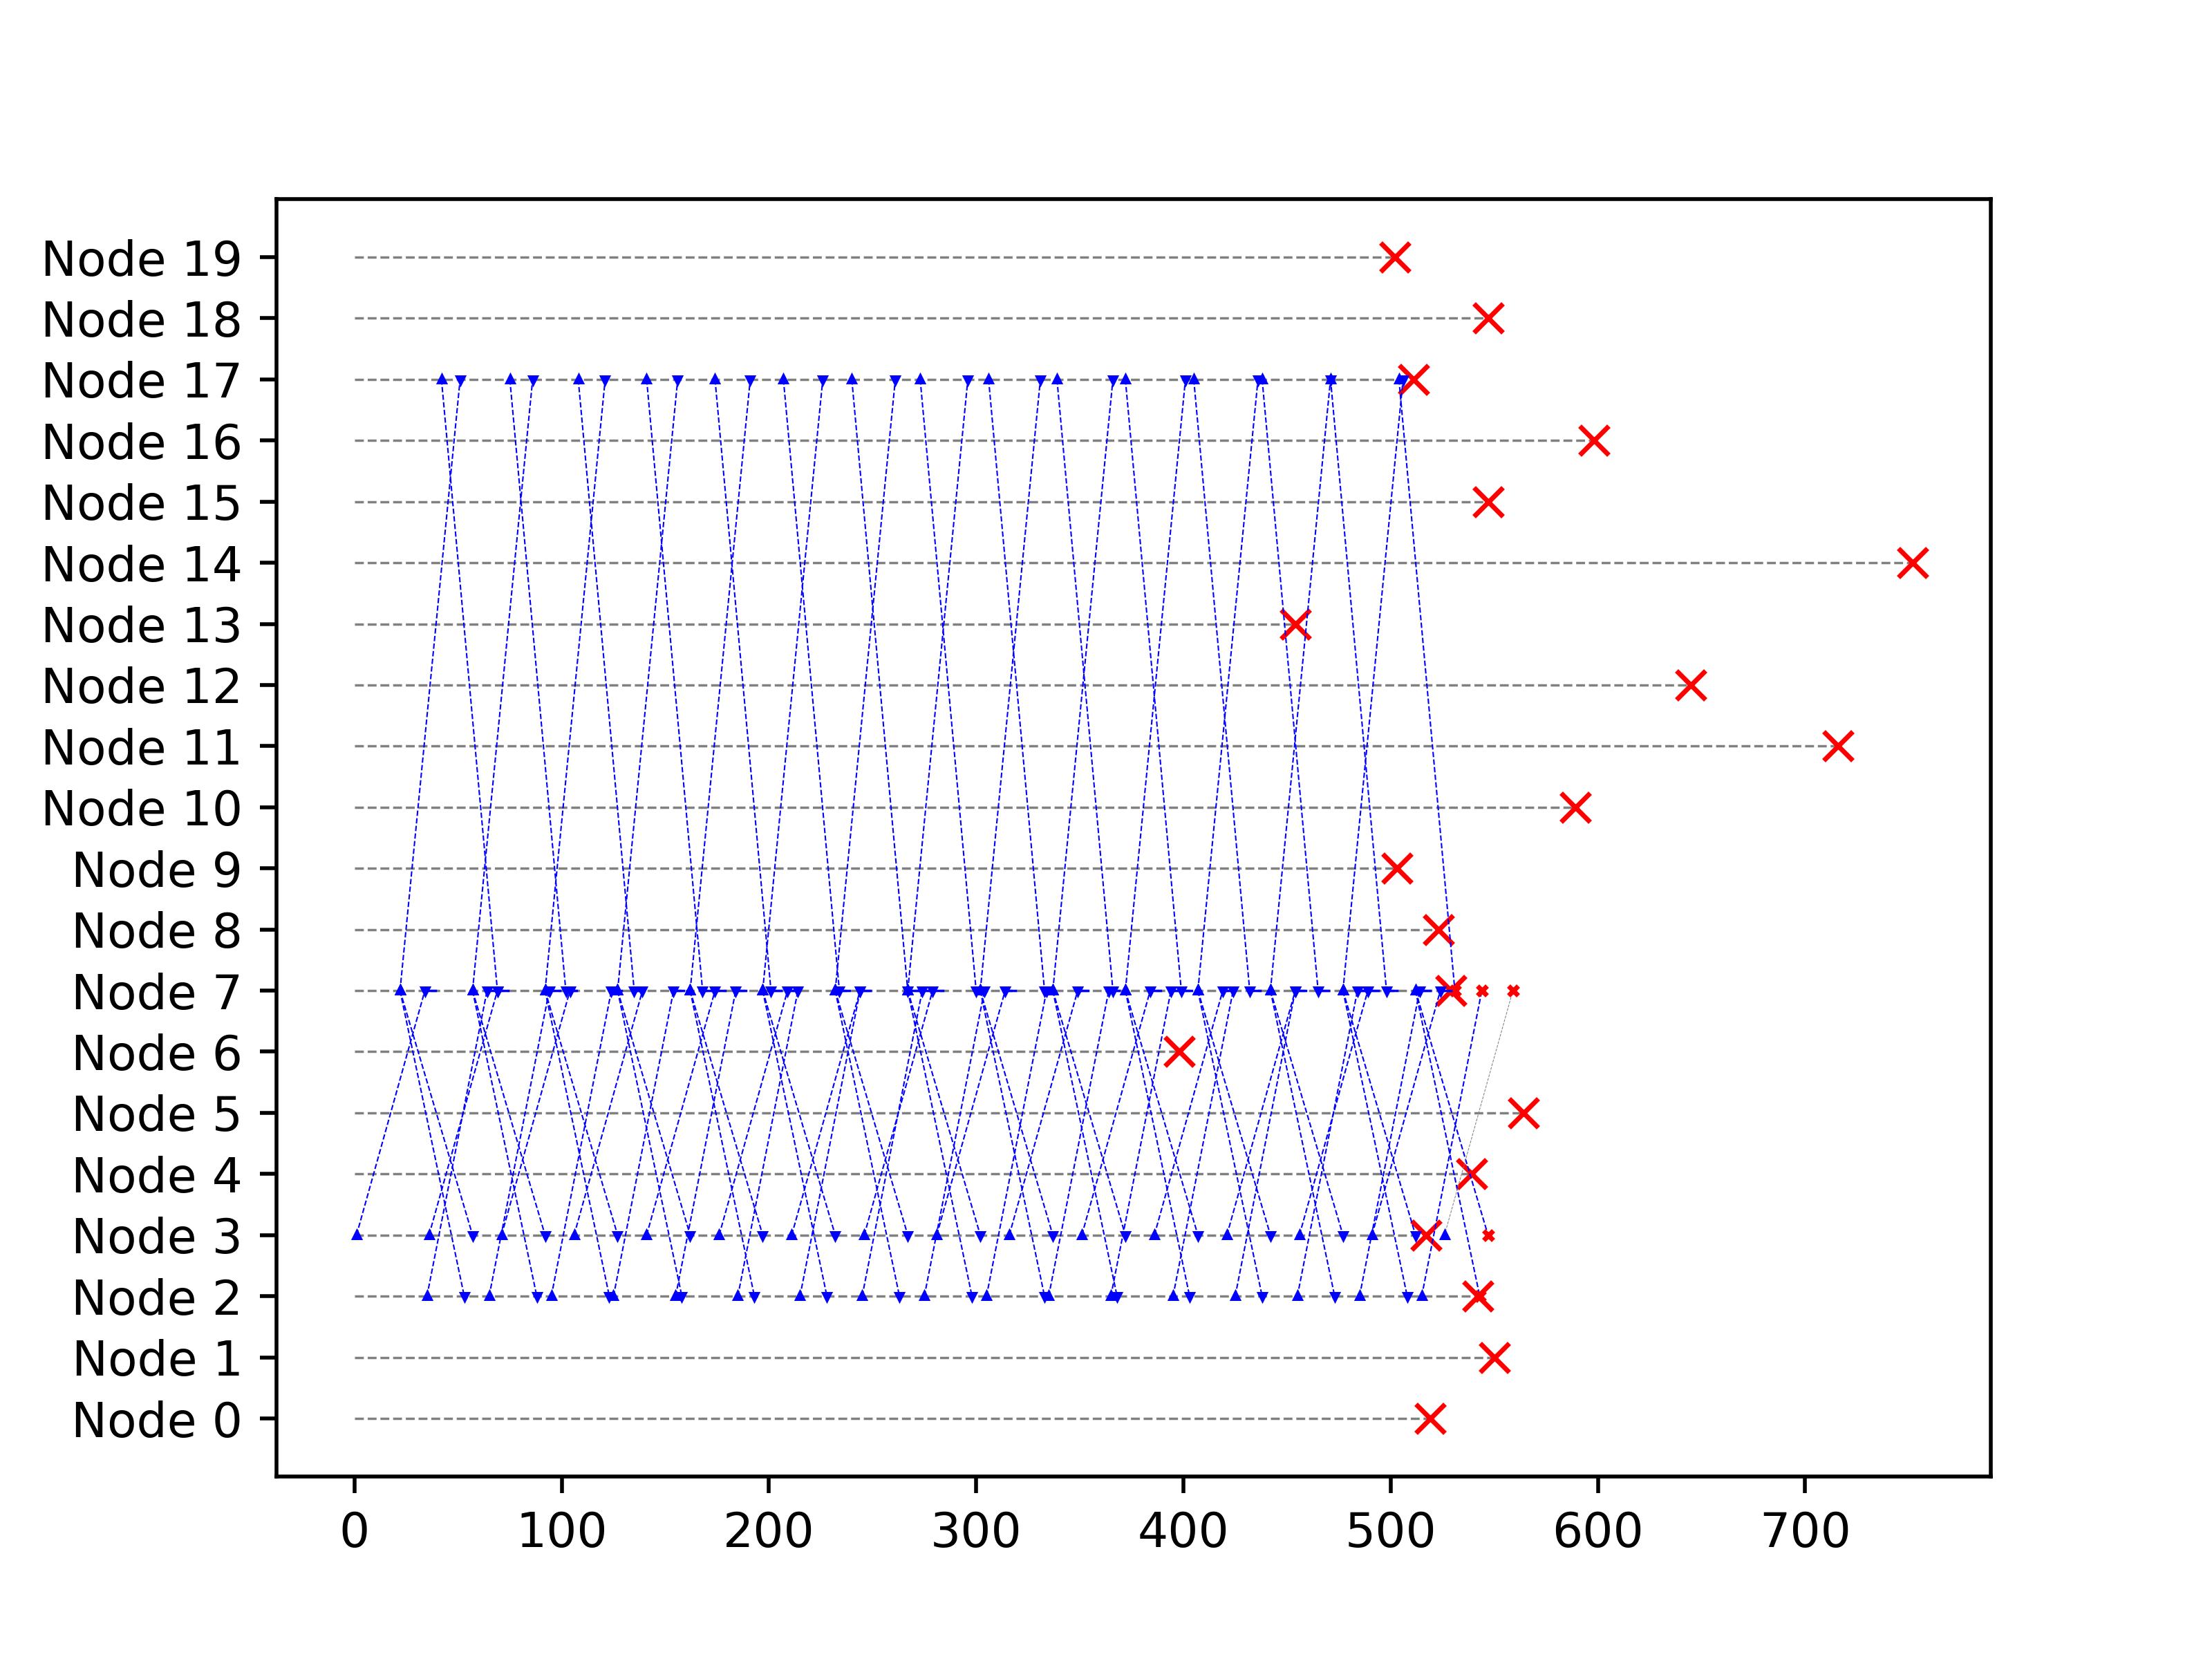 Node 19
Node 18
Node 17
Node 16
Node 15
Node 14
Node 13
Node 12
Node 11
Node 10
Node 9
Node 8
Node 7
Node 6
Node 5
Node 4
Node 3
Node 2
Node 1
Node 0
0 100 200 300 400 500 600 700